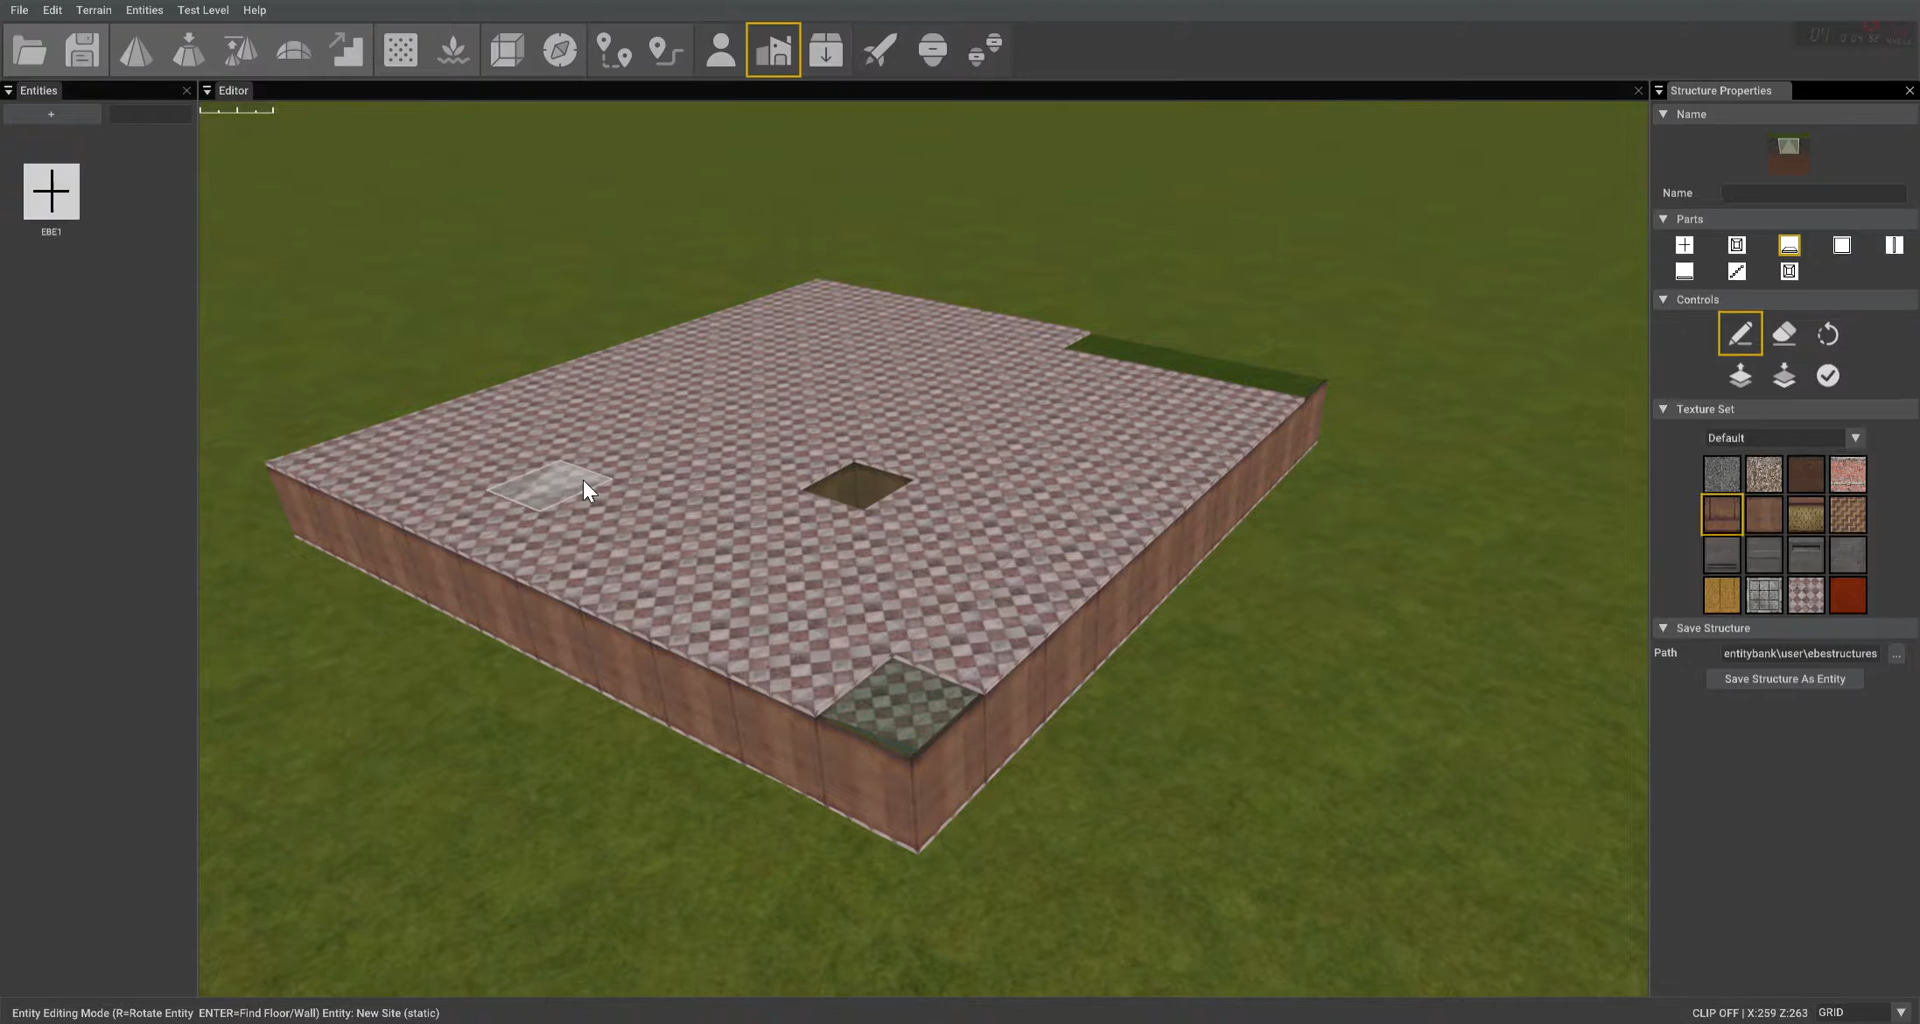 File Edit Terrain Entities Test Level Help
Entities
Editor
Structure Properties
+
Name
EBE1
Name
Parts
Controls
Texture Set
Default
Save Structure
Path entitybank\user\ebestructures ...
Save Structure As Entity
Entity Editing Mode (R=Rotate Entity ENTER=Find Floor/Wall) Entity: New Site (static)
CLIP OFF | X:259 Z:263 GRID